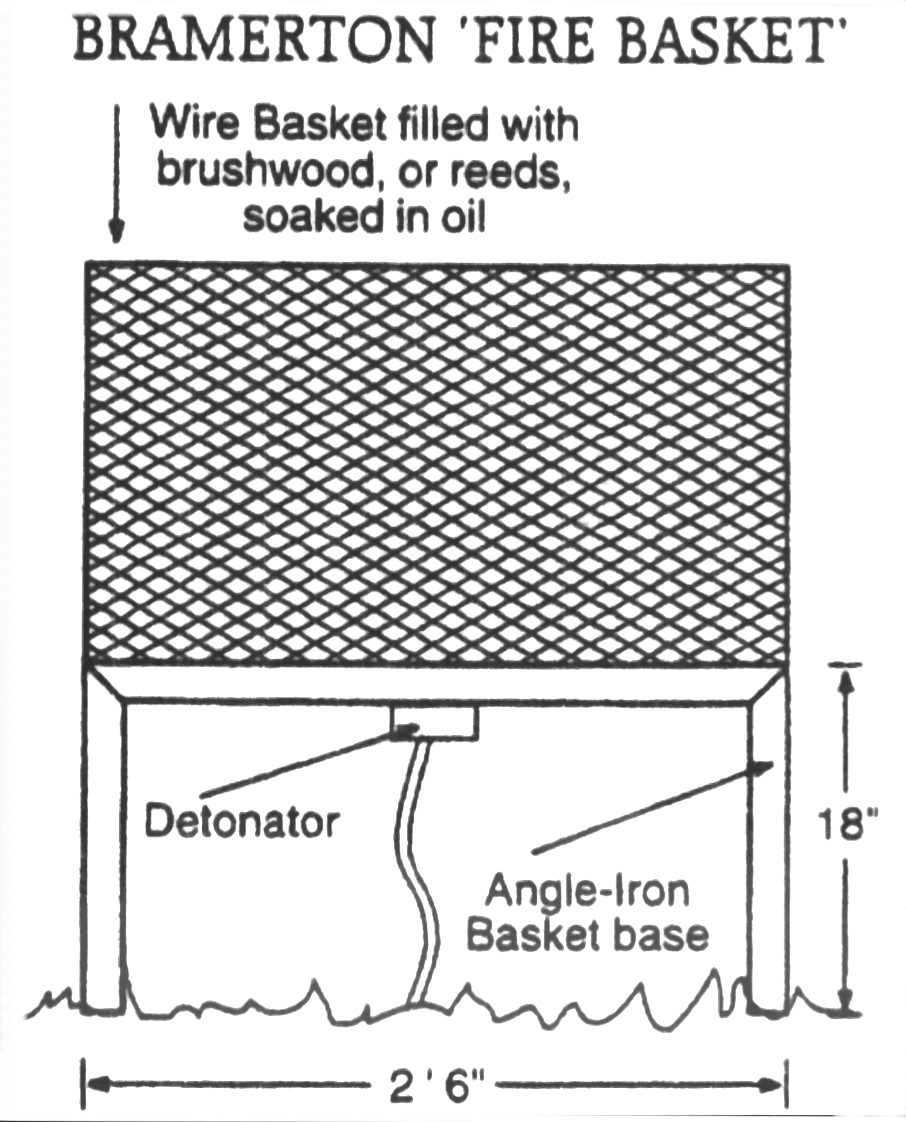 BRAMERTON 'FIRE BASKET'
Wire Basket filled with
brushwood, or reeds,
soaked in oil
Detonator
18"
Angle-Iron
Basket base
2 ' 6"